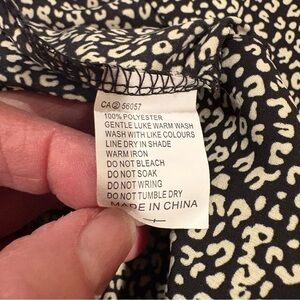 CA② 56057
100% POLYESTER
GENTLE LUKE WARM WASH
WASH WITH LIKE COLOURS
LINE DRY IN SHADE
WARM IRON
DO NOT BLEACH
DO NOT SOAK
DO NOT WRING
DO NOT TUMBLE DRY
MADE IN CHINA